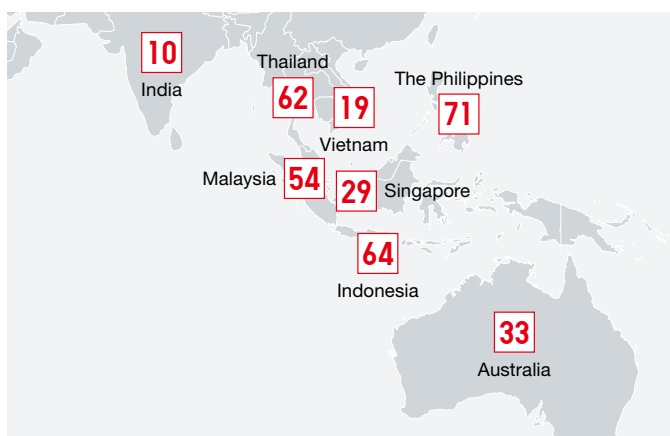 10
India
Thailand
62
19
Vietnam
The Philippines
71
Malaysia
54
29
Singapore
64
Indonesia
33
Australia